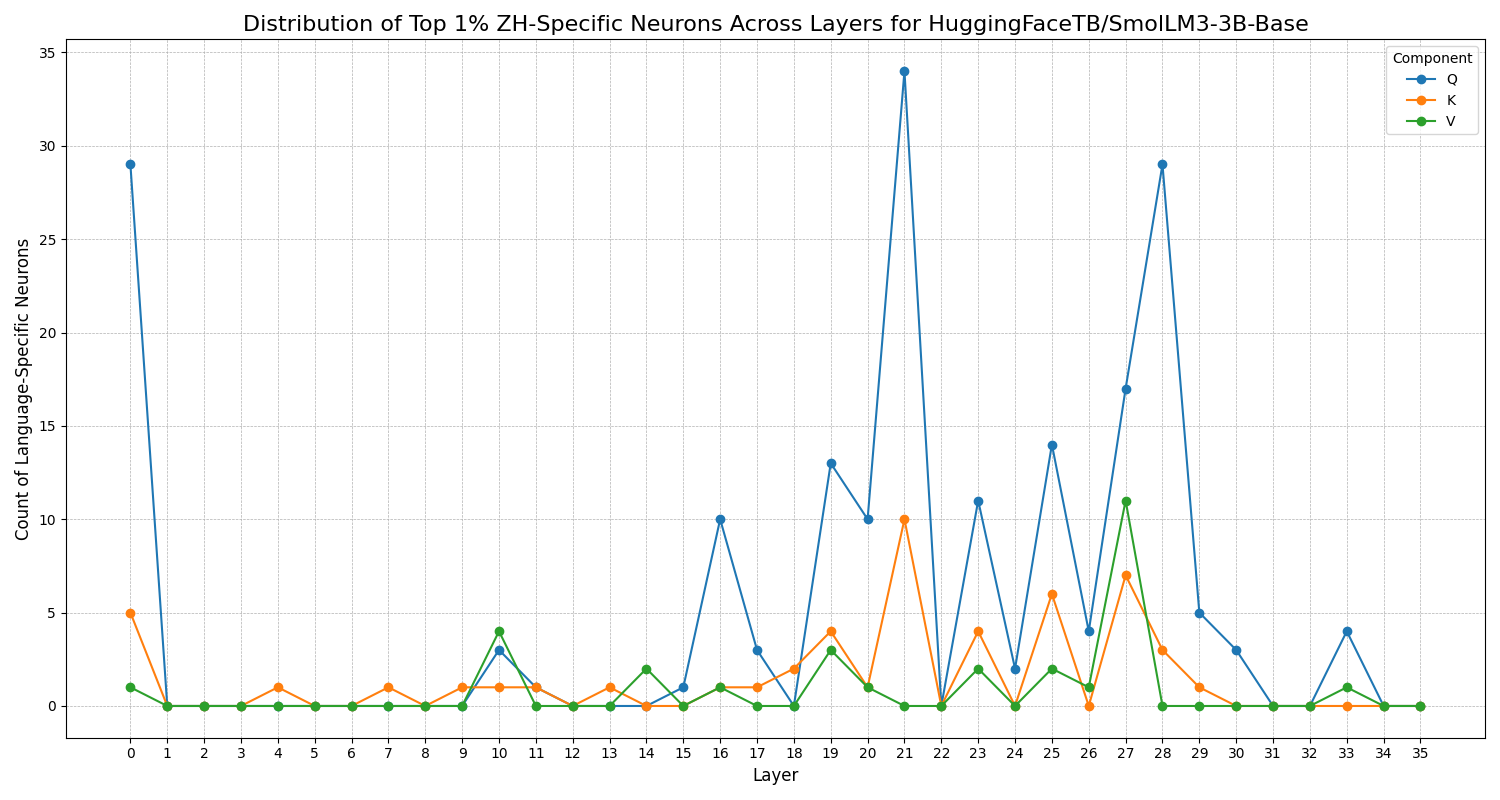 Distribution of Top 1% ZH-Specific Neurons Across Layers for HuggingFaceTB/SmolLM3-3B-Base
Component
Q
K
V
Count of Language-Specific Neurons
35
30
25
20
15
10
5
0
0 1 2 3 4 5 6 7 8 9 10 11 12 13 14 15 16 17 18 19 20 21 22 23 24 25 26 27 28 29 30 31 32 33 34 35
Layer